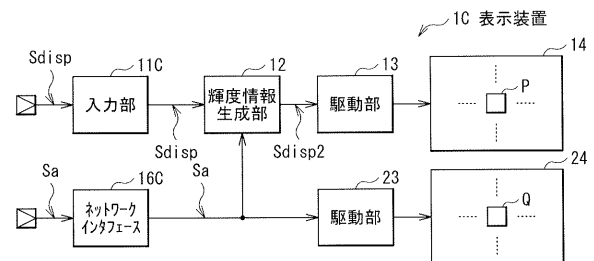 1C 表示装置
Sdisp
11C
入力部
Sdisp
12
輝度情報
生成部
Sdisp2
13
駆動部
14
P
Sa
16C
ネットワーク
インタフェース
Sa
23
駆動部
24
Q